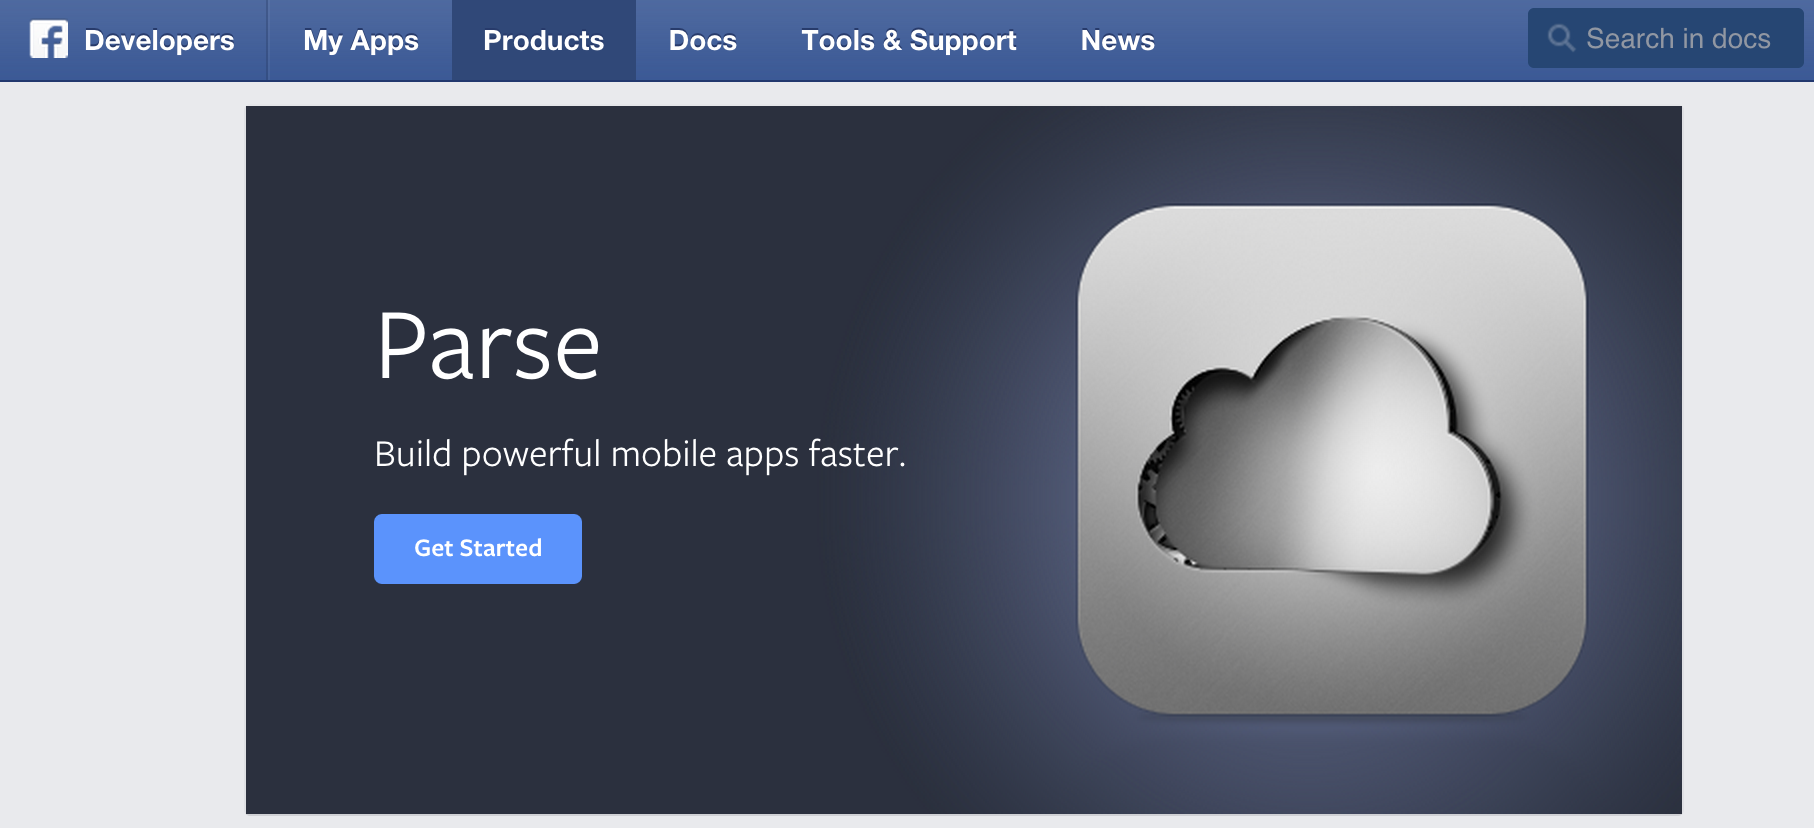 Developers My Apps Products Docs Tools & Support News Search in docs
Parse
Build powerful mobile apps faster.
Get Started